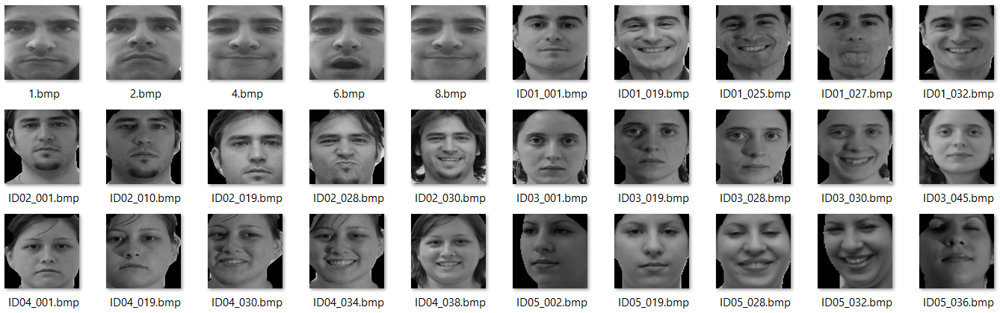 1.bmp 2.bmp 4.bmp 6.bmp 8.bmp ID01_001.bmp ID01_019.bmp ID01_025.bmp ID01_027.bmp ID01_032.bmp
ID02_001.bmp ID02_010.bmp ID02_019.bmp ID02_028.bmp ID02_030.bmp ID03_001.bmp ID03_019.bmp ID03_028.bmp ID03_030.bmp ID03_045.bmp
ID04_001.bmp ID04_019.bmp ID04_030.bmp ID04_034.bmp ID04_038.bmp ID05_002.bmp ID05_019.bmp ID05_028.bmp ID05_032.bmp ID05_036.bmp